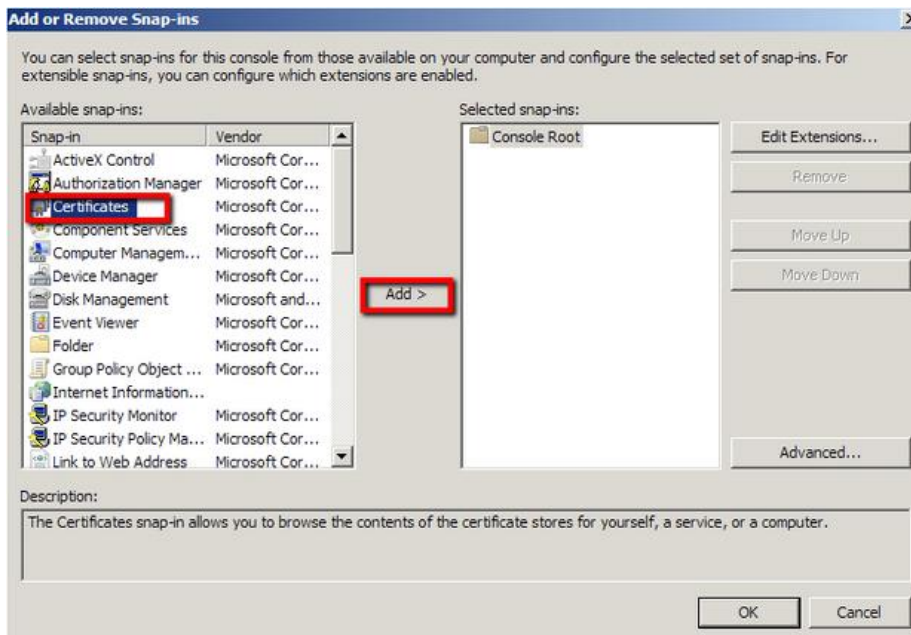 Add or Remove Snap-ins
You can select snap-ins for this console from those available on your computer and configure the selected set of snap-ins. For
extensible snap-ins, you can configure which extensions are enabled.
Available snap-ins:
Snap-in Vendor
ActiveX Control Microsoft Cor...
Authorization Manager Microsoft Cor...
Certificates Microsoft Cor...
Component Services Microsoft Cor...
Computer Managem... Microsoft Cor...
Device Manager Microsoft Cor...
Disk Management Microsoft and...
Event Viewer Microsoft Cor...
Folder Microsoft Cor...
Group Policy Object ... Microsoft Cor...
Internet Information...
IP Security Monitor Microsoft Cor...
IP Security Policy Ma... Microsoft Cor...
Link to Web Address Microsoft Cor...
Add >
Selected snap-ins:
Console Root
Edit Extensions...
Remove
Move Up
Move Down
Advanced...
Description:
The Certificates snap-in allows you to browse the contents of the certificate stores for yourself, a service, or a computer.
OK
Cancel